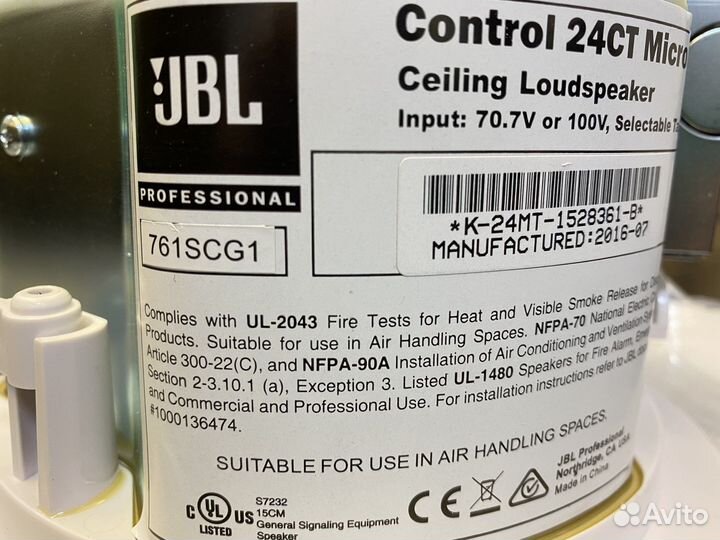 JBL
PROFESSIONAL
761SCG1
Control 24CT Micro
Ceiling Loudspeaker
Input: 70.7V or 100V, Selectable
*K-24MT-1528361-B*
MANUFACTURED:2016-07
Complies with UL-2043 Fire Tests for Heat and Visible Smoke Release for
Products. Suitable for use in Air Handling Spaces. NFPA-70 National Electric
Article 300-22(C), and NFPA-90A Installation of Air Conditioning and Ventilation
Section 2-3.10.1 (a), Exception 3. Listed UL-1480 Speakers for Fire Alarm,
and Commercial and Professional Use. For installation instructions refer to JBL
#1000136474.
SUITABLE FOR USE IN AIR HANDLING SPACES.
C UL US
LISTED
S7232
15CM
General Signaling Equipment
Speaker
CE
JBL Professional
Northridge, CA USA
Made in China
Avito